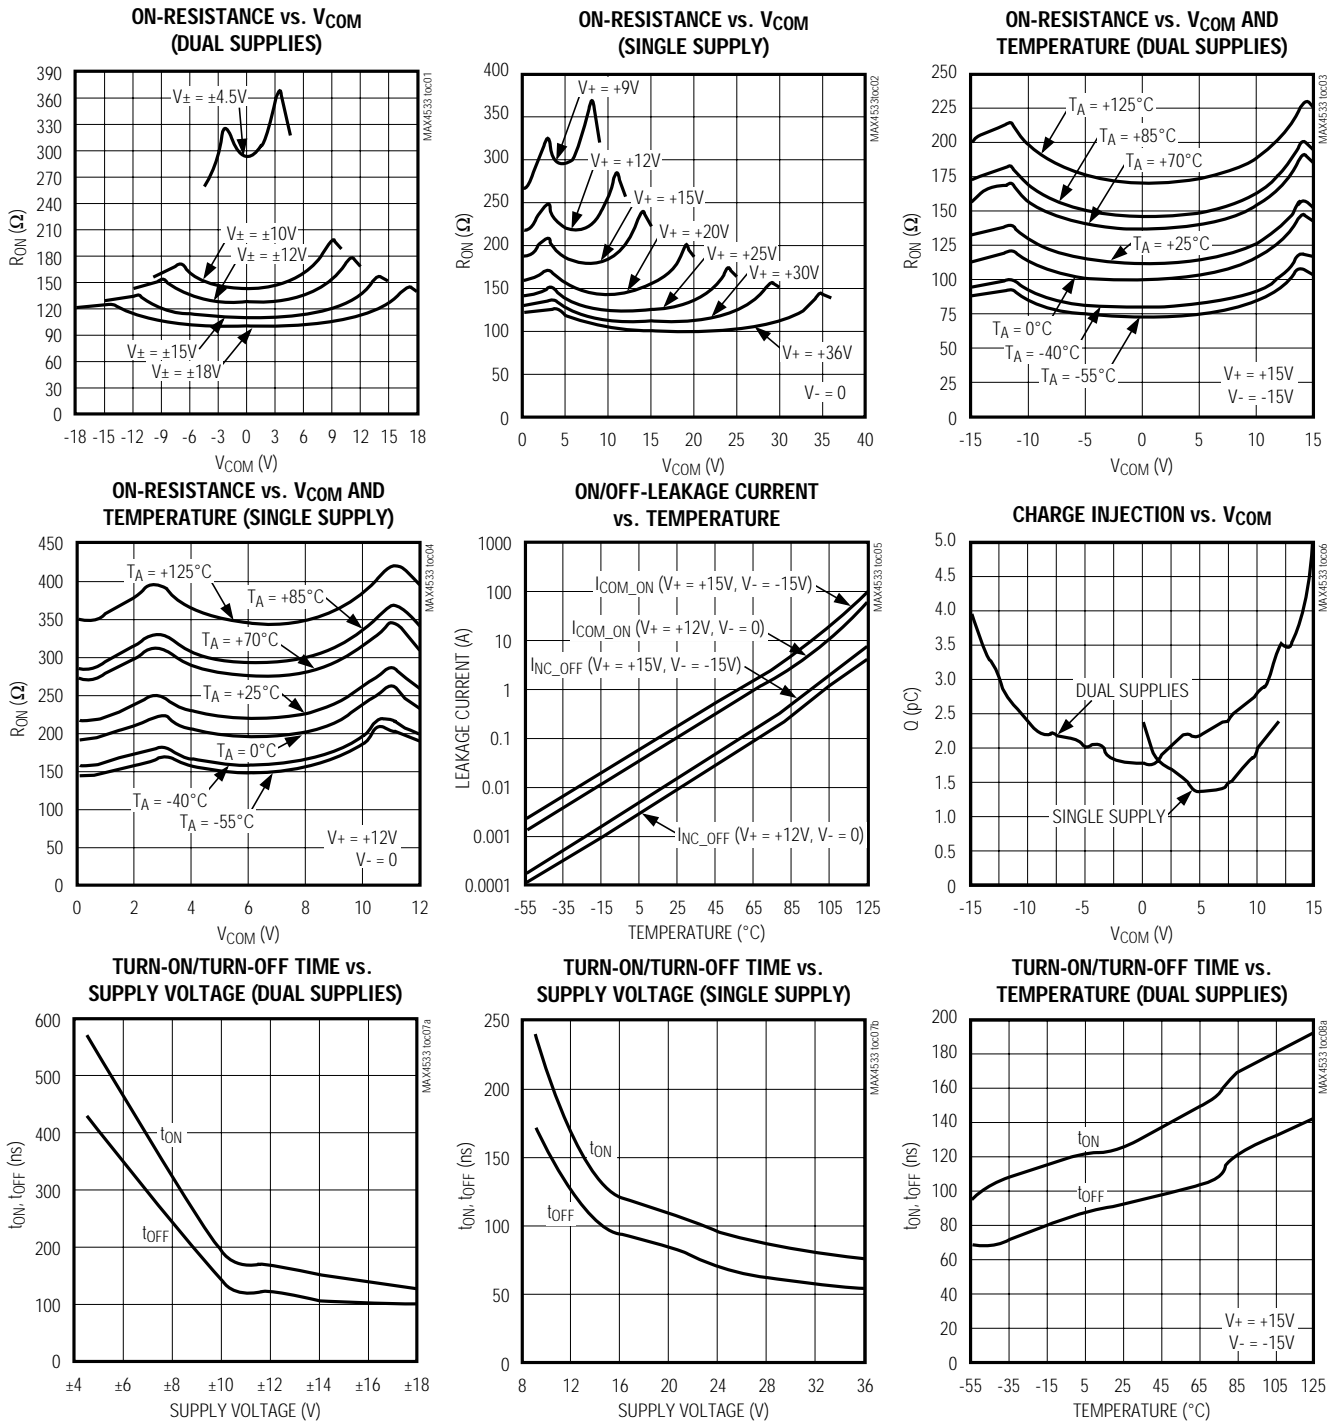 ON-RESISTANCE vs. VCOM
(DUAL SUPPLIES)
RON (Ω)
390
360
330
300
270
240
210
180
150
120
90
60
30
0
V± = ±4.5V
V± = ±10V
V± = ±12V
V± = ±15V
V± = ±18V
-18 -15 -12 -9 -6 -3 0 3 6 9 12 15 18
VCOM (V)
MAX4533 toc01
ON-RESISTANCE vs. VCOM
(SINGLE SUPPLY)
RON (Ω)
400
350
300
250
200
150
100
50
0
V+ = +9V
V+ = +12V
V+ = +15V
V+ = +20V
V+ = +25V
V+ = +30V
V+ = +36V
V- = 0
0 5 10 15 20 25 30 35 40
VCOM (V)
MAX4533toc02
ON-RESISTANCE vs. VCOM AND
TEMPERATURE (DUAL SUPPLIES)
RON (Ω)
250
225
200
175
150
125
100
75
50
25
0
TA = +125°C
TA = +85°C
TA = +70°C
TA = +25°C
TA = 0°C
TA = -40°C
TA = -55°C
V+ = +15V
V- = -15V
-15 -10 -5 0 5 10 15
VCOM (V)
MAX4533toc03
ON-RESISTANCE vs. VCOM AND
TEMPERATURE (SINGLE SUPPLY)
RON (Ω)
450
400
350
300
250
200
150
100
50
0
TA = +125°C
TA = +85°C
TA = +70°C
TA = +25°C
TA = 0°C
TA = -40°C
TA = -55°C
V+ = +12V
V- = 0
0 2 4 6 8 10 12
VCOM (V)
MAX4533 toc04
ON/OFF-LEAKAGE CURRENT
vs. TEMPERATURE
LEAKAGE CURRENT (A)
1000
100
10
1
0.1
0.01
0.001
0.0001
ICOM_ON (V+ = +15V, V- = -15V)
ICOM_ON (V+ = +12V, V- = 0)
INC_OFF (V+ = +15V, V- = -15V)
INC_OFF (V+ = +12V, V- = 0)
-55 -35 -15 5 25 45 65 85 105 125
TEMPERATURE (°C)
MAX4533 toc05
CHARGE INJECTION vs. VCOM
Q (pC)
5.0
4.5
4.0
3.5
3.0
2.5
2.0
1.5
1.0
0.5
0
DUAL SUPPLIES
SINGLE SUPPLY
-15 -10 -5 0 5 10 15
VCOM (V)
MAX4533 toco6
TURN-ON/TURN-OFF TIME vs.
SUPPLY VOLTAGE (DUAL SUPPLIES)
tON, tOFF (ns)
600
500
400
300
200
100
0
tON
tOFF
±4 ±6 ±8 ±10 ±12 ±14 ±16 ±18
SUPPLY VOLTAGE (V)
MAX4533 toc07a
TURN-ON/TURN-OFF TIME vs.
SUPPLY VOLTAGE (SINGLE SUPPLY)
tON, tOFF (ns)
250
200
150
100
50
0
tON
tOFF
8 12 16 20 24 28 32 36
SUPPLY VOLTAGE (V)
MAX4533 toc07b
TURN-ON/TURN-OFF TIME vs.
TEMPERATURE (DUAL SUPPLIES)
tON, tOFF (ns)
200
180
160
140
120
100
80
60
40
20
0
tON
tOFF
V+ = +15V
V- = -15V
-55 -35 -15 5 25 45 65 85 105 125
TEMPERATURE (°C)
MAX4533 toc08a